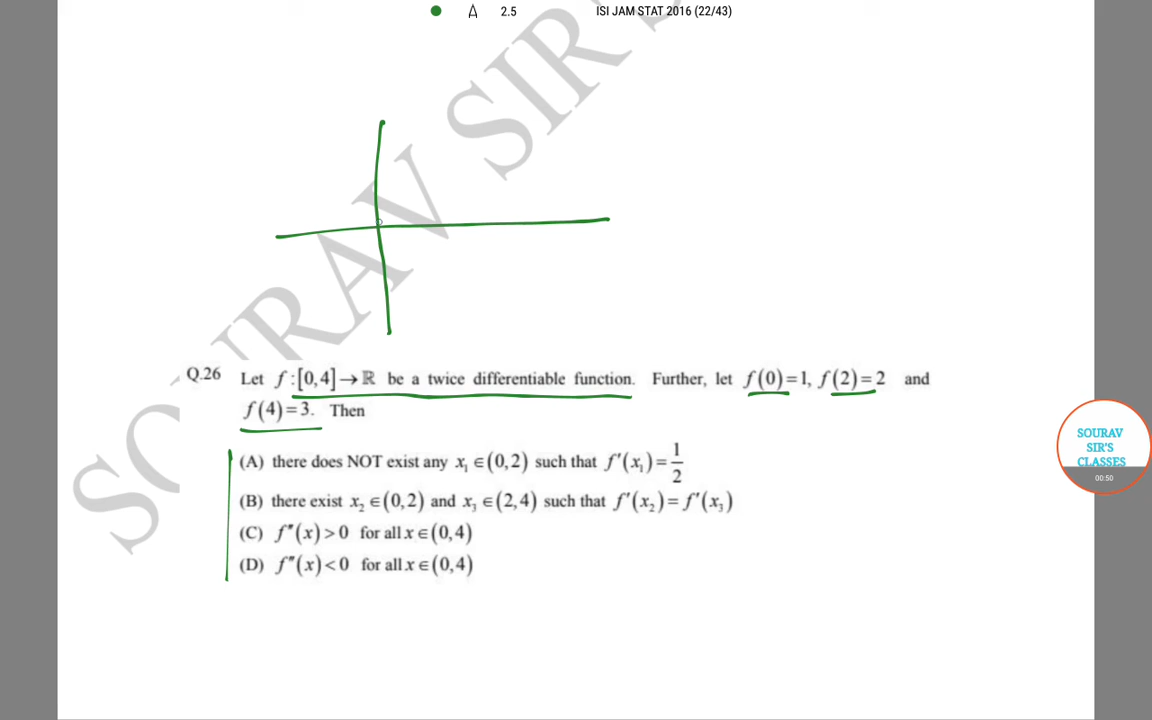 2.5 ISI JAM STAT 2016 (22/43)
SOURAV SIR'S
Q.26 Let f:[0,4]→ℝ be a twice differentiable function. Further, let f(0)=1, f(2)=2 and
f(4)=3. Then
(A) there does NOT exist any x₁ ∈(0,2) such that f′(x₁)=1/2
(B) there exist x₂ ∈(0,2) and x₃ ∈(2,4) such that f′(x₂)=f′(x₃)
(C) f″(x)>0 for all x∈(0,4)
(D) f″(x)<0 for all x∈(0,4)
SOURAV
SIR'S
CLASSES
00:50